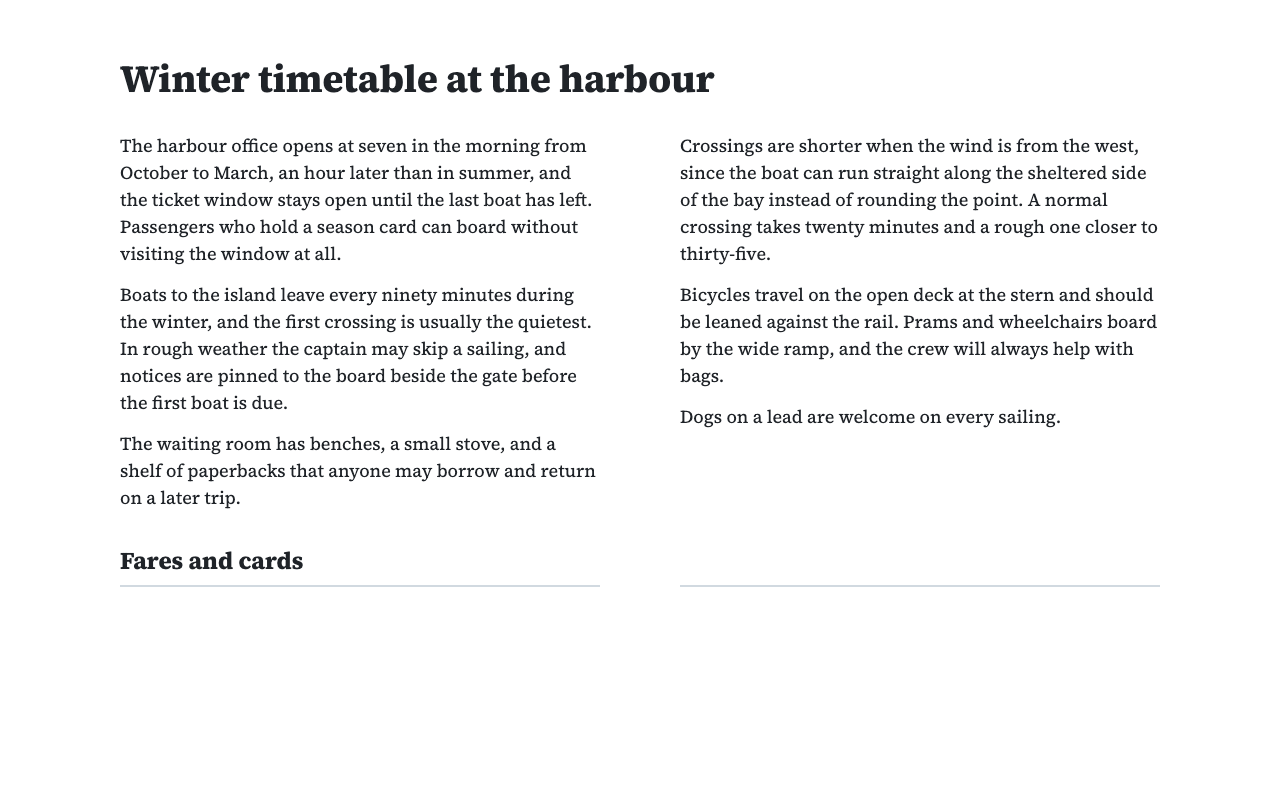 Winter timetable at the harbour
The harbour office opens at seven in the morning from
October to March, an hour later than in summer, and
the ticket window stays open until the last boat has left.
Passengers who hold a season card can board without
visiting the window at all.
Boats to the island leave every ninety minutes during
the winter, and the first crossing is usually the quietest.
In rough weather the captain may skip a sailing, and
notices are pinned to the board beside the gate before
the first boat is due.
The waiting room has benches, a small stove, and a
shelf of paperbacks that anyone may borrow and return
on a later trip.
Fares and cards
Crossings are shorter when the wind is from the west,
since the boat can run straight along the sheltered side
of the bay instead of rounding the point. A normal
crossing takes twenty minutes and a rough one closer to
thirty-five.
Bicycles travel on the open deck at the stern and should
be leaned against the rail. Prams and wheelchairs board
by the wide ramp, and the crew will always help with
bags.
Dogs on a lead are welcome on every sailing.